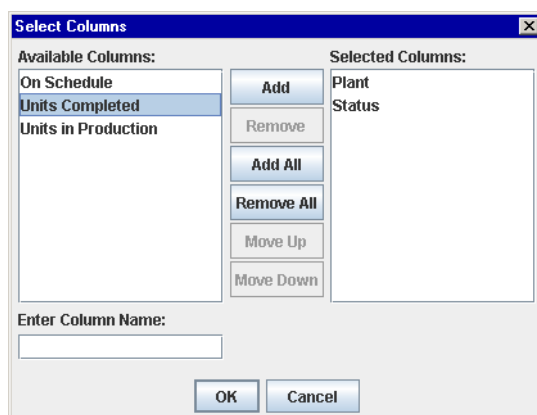 Select Columns
Available Columns:
On Schedule
Units Completed
Units in Production
Add
Remove
Add All
Remove All
Move Up
Move Down
Selected Columns:
Plant
Status
Enter Column Name:
OK
Cancel